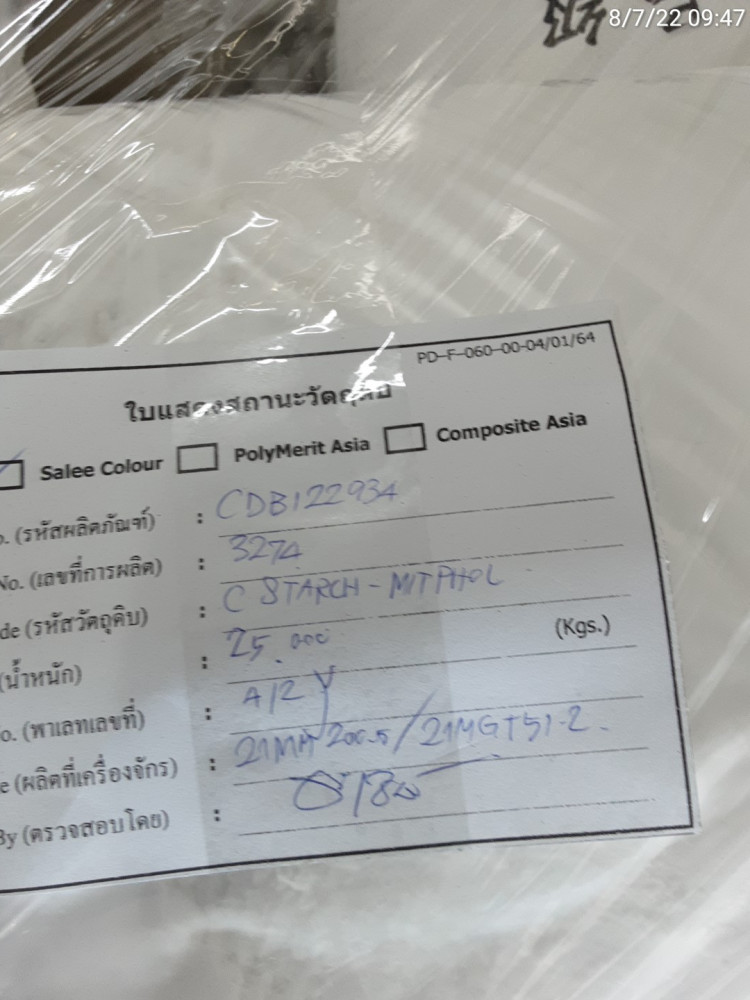 8/7/22 09:47
PD-F-060-00-04/01/64
ใบแสดงสถานะวัตถุดิบ
Salee Colour PolyMerit Asia Composite Asia
o. (รหัสผลิตภัณฑ์) : CDB122934
No. (เลขที่การผลิต) : 3274
de (รหัสวัตถุดิบ) : C STARCH - MITPHOL
(น้ำหนัก) : 25.000 (Kgs.)
o. (พาเลทเลขที่) : A/2
e (ผลิตที่เครื่องจักร) : /21MGT51-2.
By (ตรวจสอบโดย) :